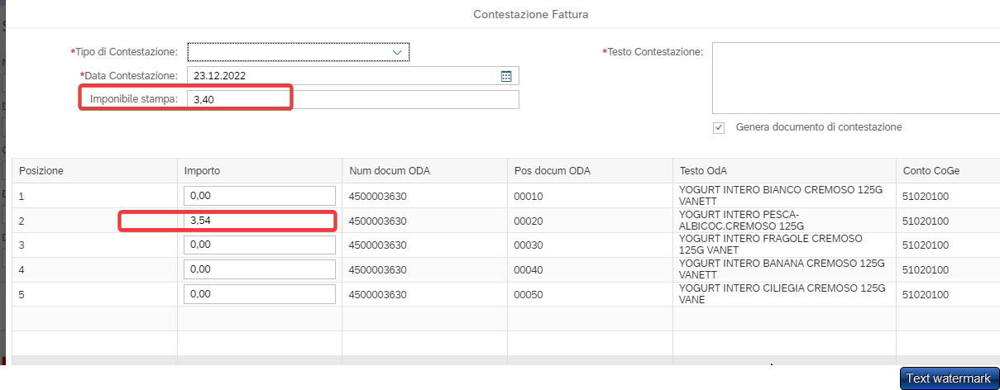 Contestazione Fattura
*Tipo di Contestazione:
*Testo Contestazione:
*Data Contestazione: 23.12.2022
Imponibile stampa: 3,40
Genera documento di contestazione
Posizione Importo Num docum ODA Pos docum ODA Testo OdA Conto CoGe
1 0,00 4500003630 00010 YOGURT INTERO BIANCO CREMOSO 125G VANETT 51020100
2 3,54 4500003630 00020 YOGURT INTERO PESCA-ALBICOC.CREMOSO 125G 51020100
3 0,00 4500003630 00030 YOGURT INTERO FRAGOLE CREMOSO 125G VANET 51020100
4 0,00 4500003630 00040 YOGURT INTERO BANANA CREMOSO 125G VANETT 51020100
5 0,00 4500003630 00050 YOGURT INTERO CILIEGIA CREMOSO 125G VANE 51020100
Text watermark